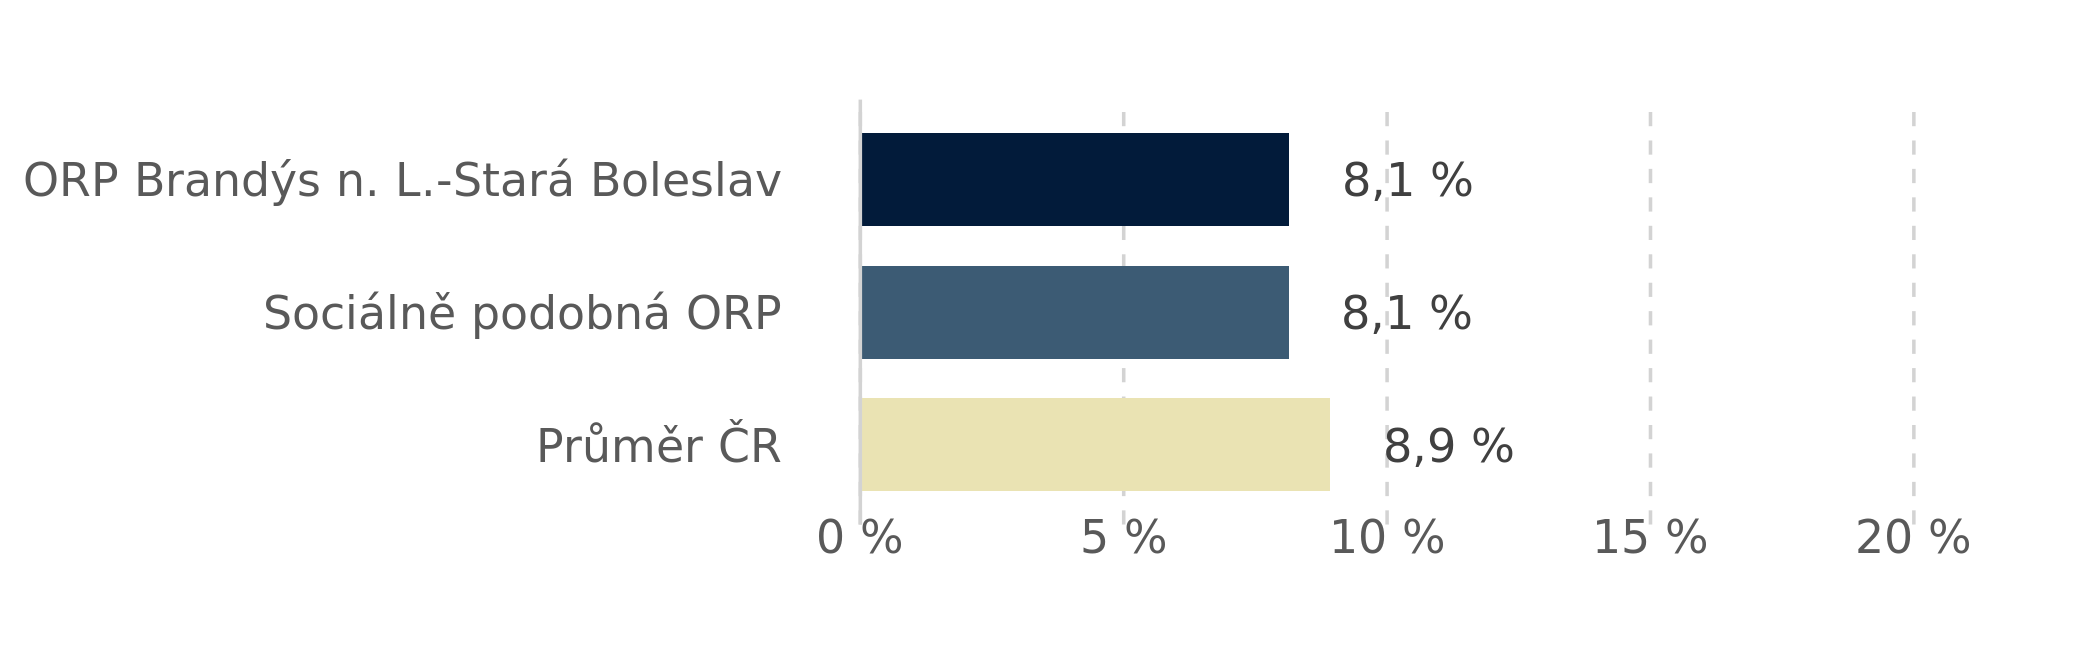 ORP Brandýs n. L.-Stará Boleslav 8,1 %
Sociálně podobná ORP 8,1 %
Průměr ČR 8,9 %
0 % 5 % 10 % 15 % 20 %